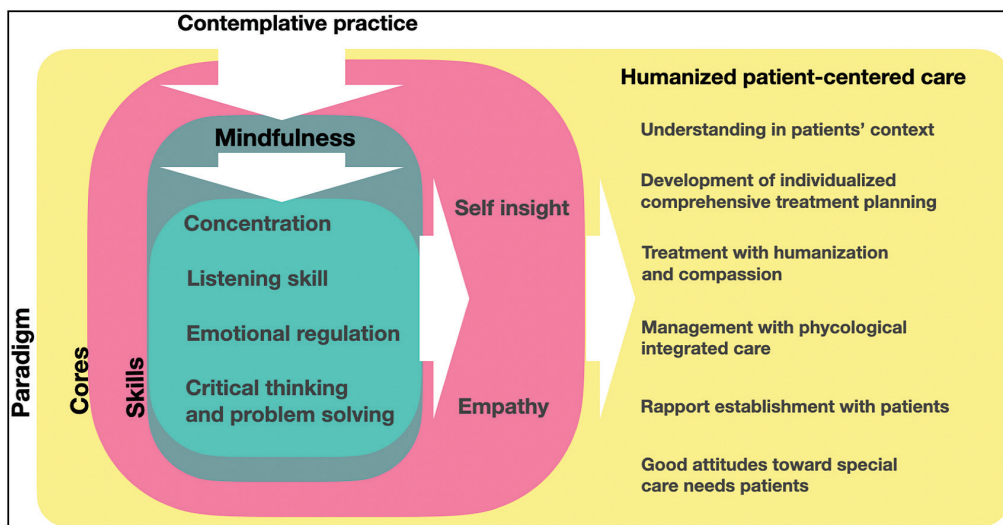 Contemplative practice
Mindfulness
Concentration
Listening skill
Emotional regulation
Critical thinking
and problem solving
Skills
Cores
Paradigm
Self insight
Empathy
Humanized patient-centered care
Understanding in patients’ context
Development of individualized
comprehensive treatment planning
Treatment with humanization
and compassion
Management with phycological
integrated care
Rapport establishment with patients
Good attitudes toward special
care needs patients